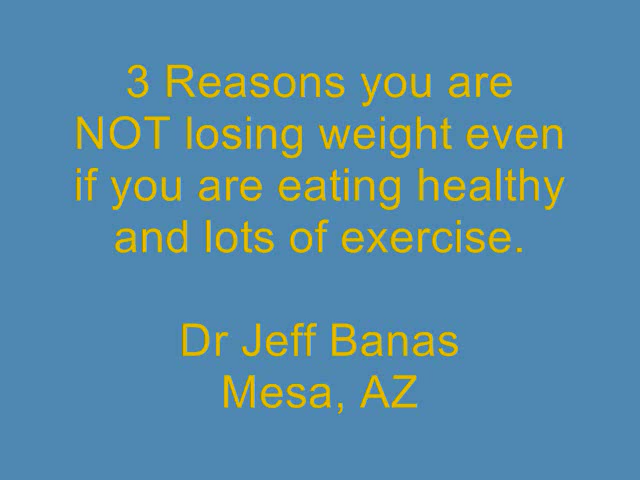 3 Reasons you are
NOT losing weight even
if you are eating healthy
and lots of exercise.
Dr Jeff Banas
Mesa, AZ